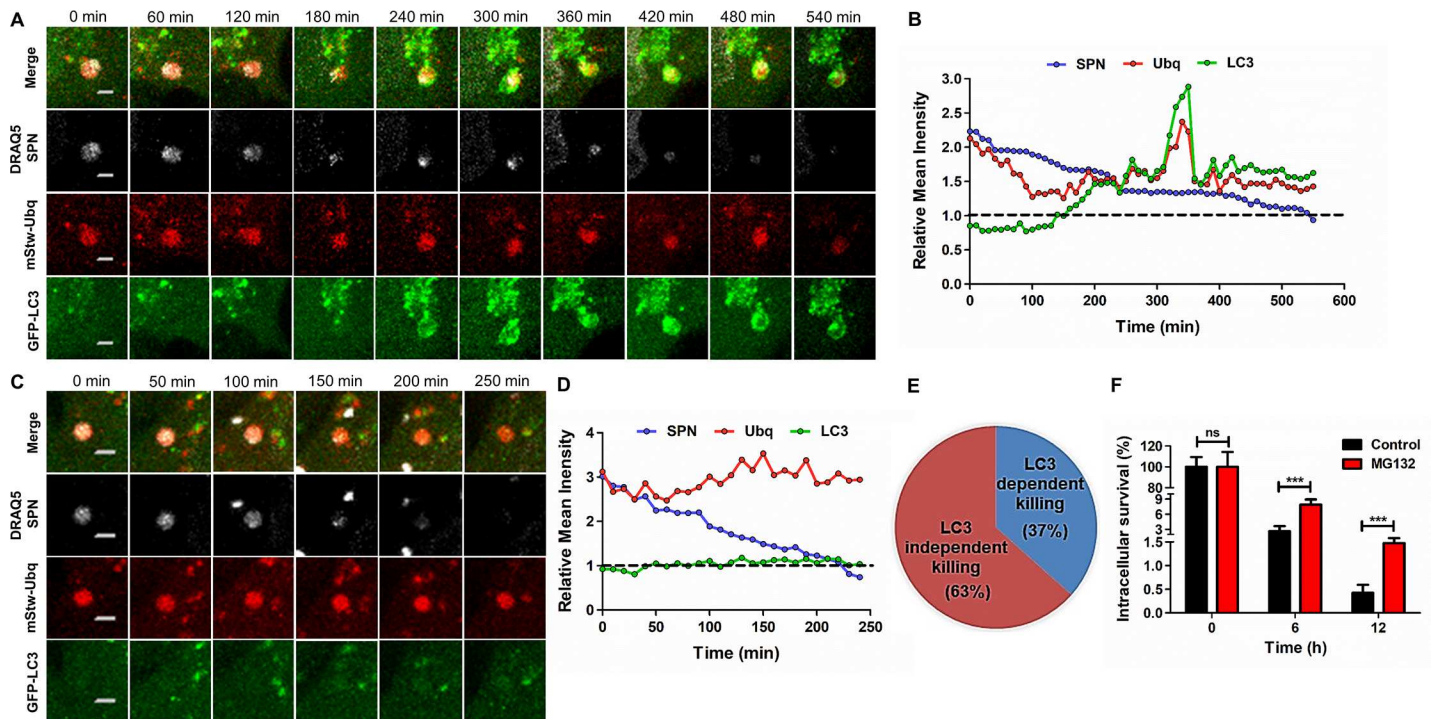 A
0 min 60 min 120 min 180 min 240 min 300 min 360 min 420 min 480 min 540 min
Merge
DRAQ5
SPN
mStw-Ubq
GFP-LC3
B
SPN Ubq LC3
Relative Mean Inensity
3.0
2.5
2.0
1.5
1.0
0.5
0.0
0 100 200 300 400 500 600
Time (min)
C
0 min 50 min 100 min 150 min 200 min 250 min
Merge
DRAQ5
SPN
mStw-Ubq
GFP-LC3
D
SPN Ubq LC3
Relative Mean Inensity
4
3
2
1
0
0 50 100 150 200 250
Time (min)
E
LC3
dependent
killing
(37%)
LC3
independent
killing
(63%)
F
Control
MG132
Intracellular survival (%)
120
110
100
90
80
9
6
3
1.5
1.0
0.5
0.0
ns
***
***
0 6 12
Time (h)